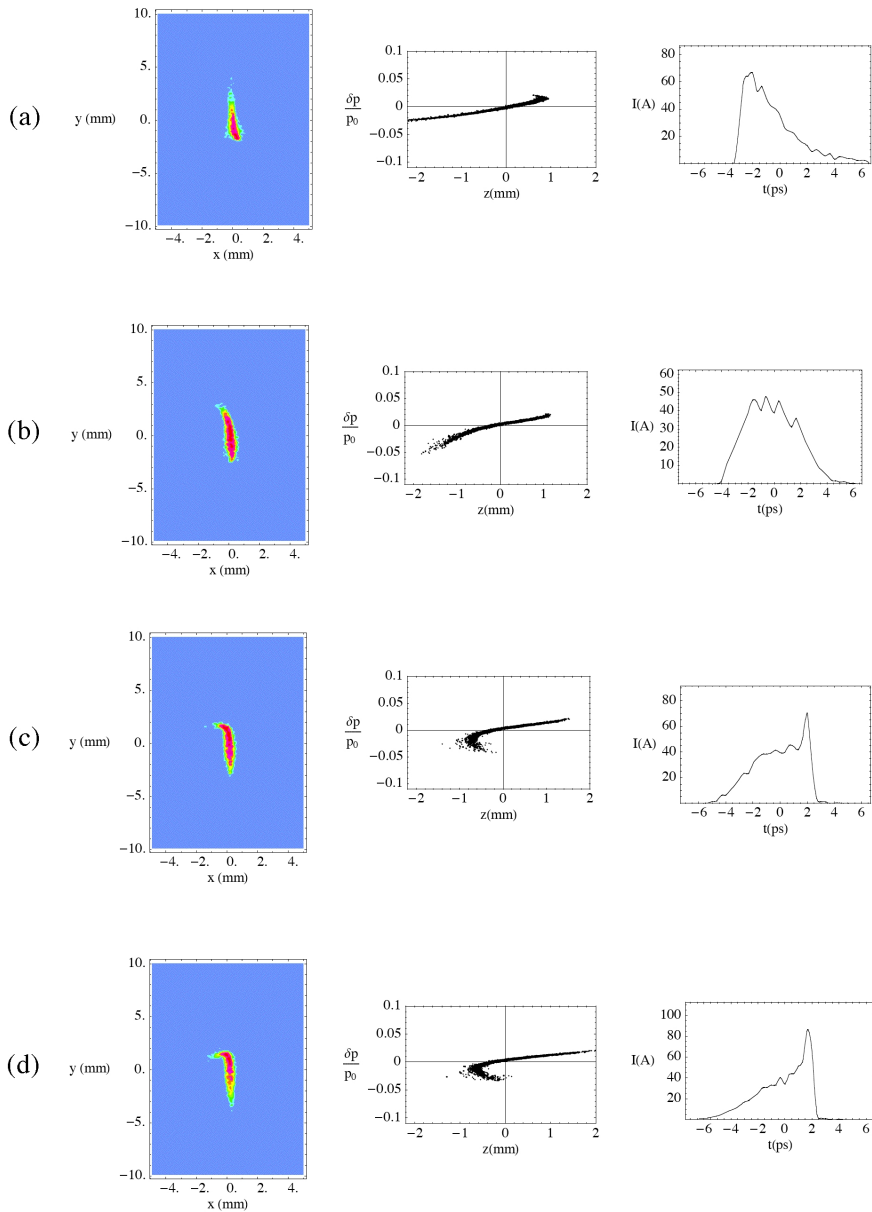 (a)
y (mm)
10.
5.
0.
−5.
−10.
−4. −2. 0. 2. 4.
x (mm)
δp
p₀
0.1
0.05
0
−0.05
−0.1
−2 −1 0 1 2
z(mm)
I(A)
80
60
40
20
−6 −4 −2 0 2 4 6
t(ps)
(b)
y (mm)
10.
5.
0.
−5.
−10.
−4. −2. 0. 2. 4.
x (mm)
δp
p₀
0.1
0.05
0
−0.05
−0.1
−2 −1 0 1 2
z(mm)
I(A)
60
50
40
30
20
10
−6 −4 −2 0 2 4 6
t(ps)
(c)
y (mm)
10.
5.
0.
−5.
−10.
−4. −2. 0. 2. 4.
x (mm)
δp
p₀
0.1
0.05
0
−0.05
−0.1
−2 −1 0 1 2
z(mm)
I(A)
80
60
40
20
−6 −4 −2 0 2 4 6
t(ps)
(d)
y (mm)
10.
5.
0.
−5.
−10.
−4. −2. 0. 2. 4.
x (mm)
δp
p₀
0.1
0.05
0
−0.05
−0.1
−2 −1 0 1 2
z(mm)
I(A)
100
80
60
40
20
−6 −4 −2 0 2 4 6
t(ps)